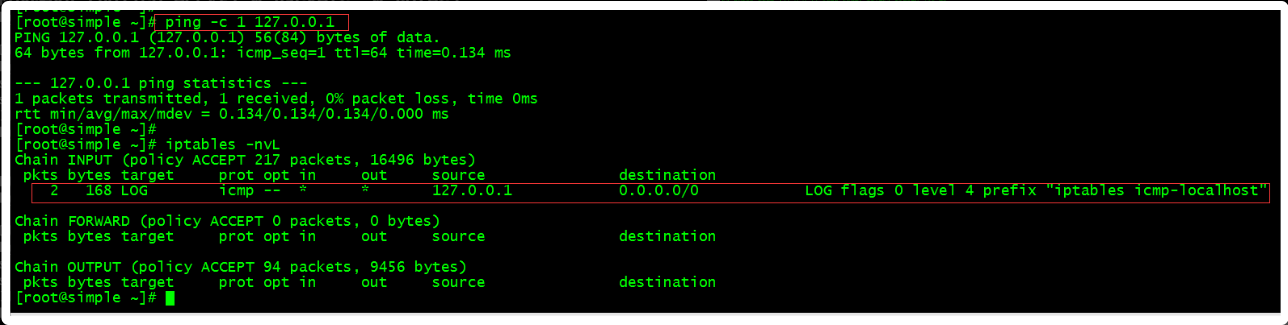 [root@simple ~]# ping -c 1 127.0.0.1
PING 127.0.0.1 (127.0.0.1) 56(84) bytes of data.
64 bytes from 127.0.0.1: icmp_seq=1 ttl=64 time=0.134 ms
--- 127.0.0.1 ping statistics ---
1 packets transmitted, 1 received, 0% packet loss, time 0ms
rtt min/avg/max/mdev = 0.134/0.134/0.134/0.000 ms
[root@simple ~]#
[root@simple ~]# iptables -nvL
Chain INPUT (policy ACCEPT 217 packets, 16496 bytes)
pkts bytes target prot opt in out source destination
2 168 LOG icmp -- * * 127.0.0.1 0.0.0.0/0 LOG flags 0 level 4 prefix "iptables icmp-localhost"
Chain FORWARD (policy ACCEPT 0 packets, 0 bytes)
pkts bytes target prot opt in out source destination
Chain OUTPUT (policy ACCEPT 94 packets, 9456 bytes)
pkts bytes target prot opt in out source destination
[root@simple ~]#